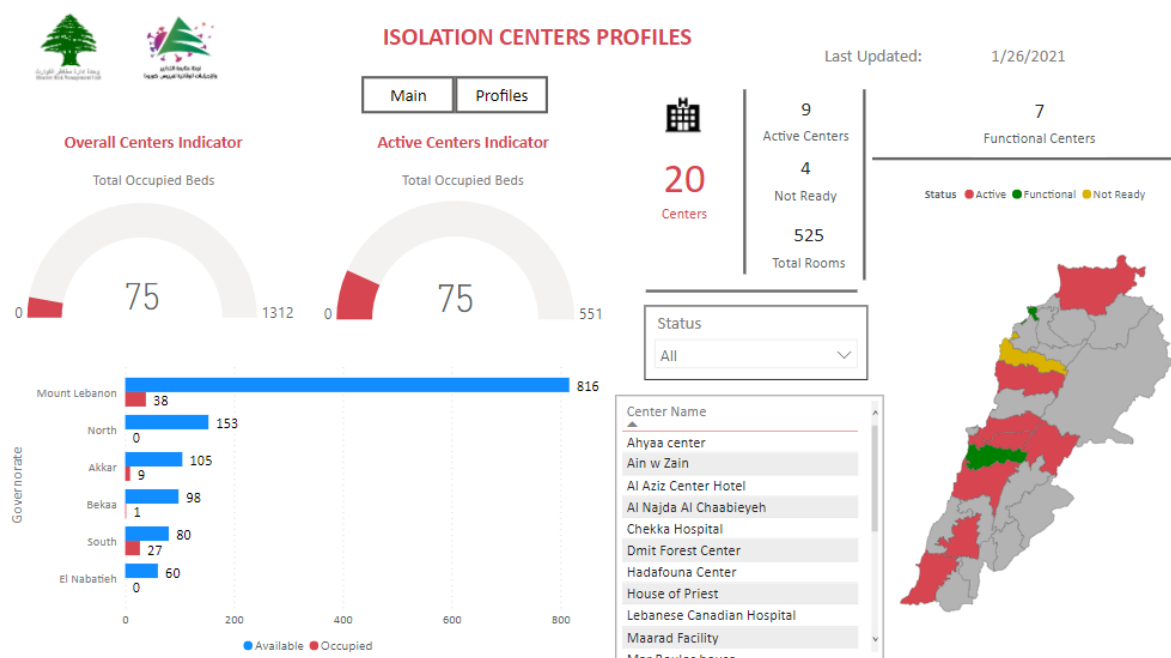 ISOLATION CENTERS PROFILES
Last Updated: 1/26/2021
Main Profiles
Overall Centers Indicator
Total Occupied Beds
75
0 1312
Active Centers Indicator
Total Occupied Beds
75
0 551
20
Centers
9
Active Centers
4
Not Ready
525
Total Rooms
7
Functional Centers
Status Active Functional Not Ready
Status
All
Governorate
Mount Lebanon 816
38
North 153
0
Akkar 105
9
Bekaa 98
1
South 80
27
El Nabatieh 60
0
0 200 400 600 800
Available Occupied
Center Name
Ahyaa center
Ain w Zain
Al Aziz Center Hotel
Al Najda Al Chaabieyeh
Chekka Hospital
Dmit Forest Center
Hadafouna Center
House of Priest
Lebanese Canadian Hospital
Maarad Facility